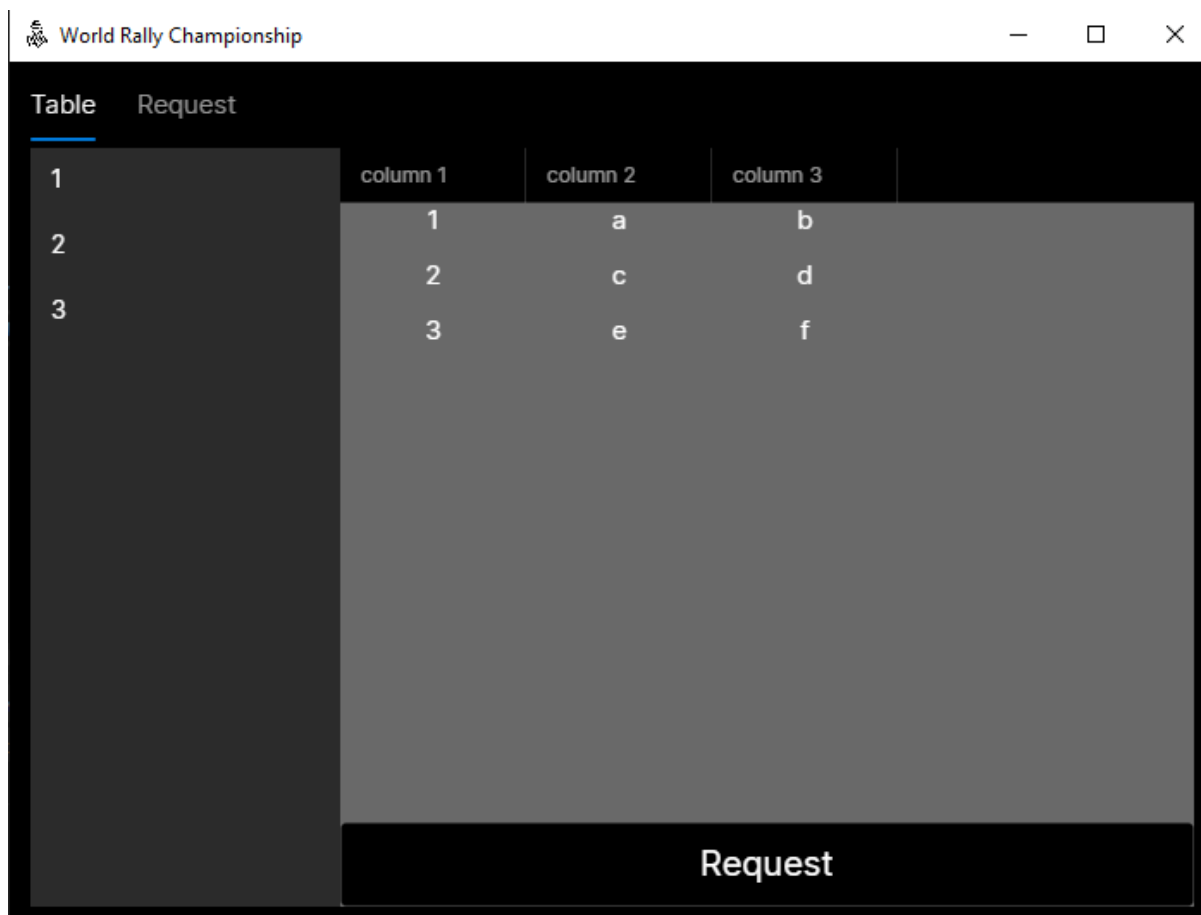 World Rally Championship
Table Request
1
2
3
column 1 column 2 column 3
1 a b
2 c d
3 e f
Request